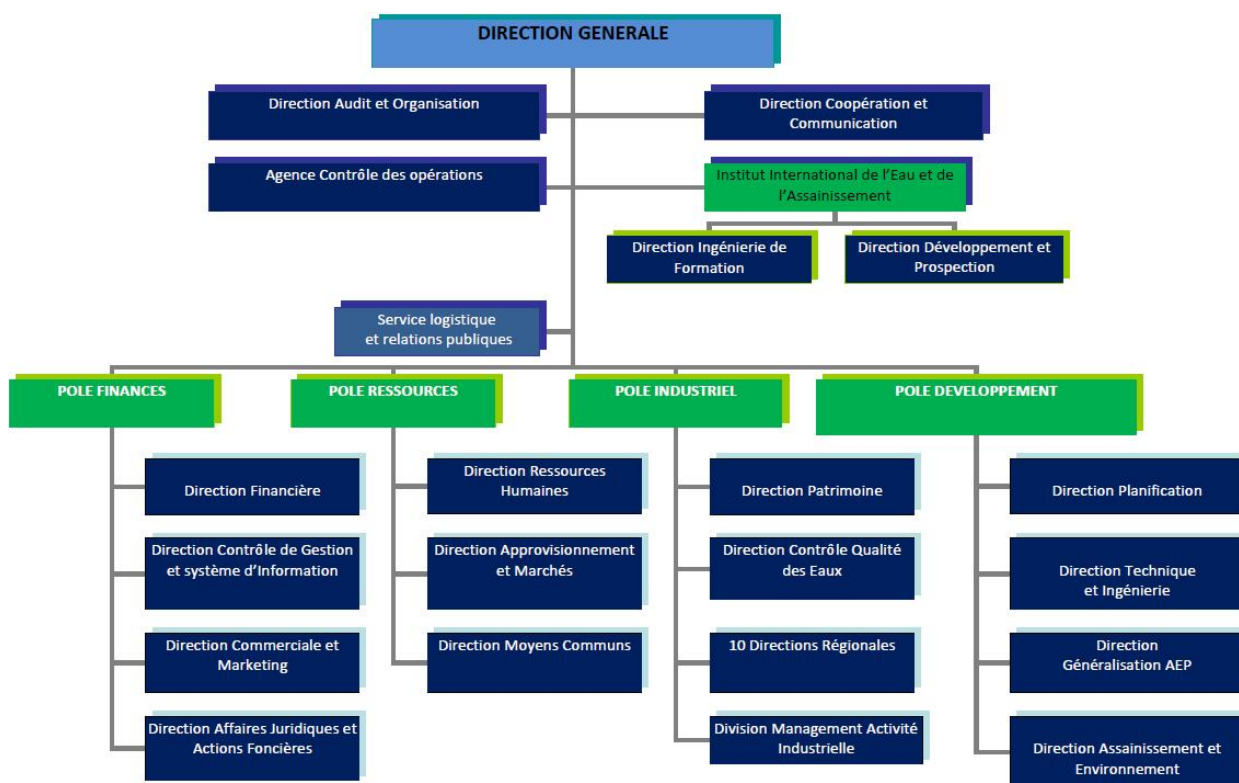 DIRECTION GENERALE
Direction Audit et Organisation
Direction Coopération et
Communication
Agence Contrôle des opérations
Institut International de l’Eau et de
l’Assainissement
Direction Ingénierie de
Formation
Direction Développement et
Prospection
Service logistique
et relations publiques
POLE FINANCES
POLE RESSOURCES
POLE INDUSTRIEL
POLE DEVELOPPEMENT
Direction Financière
Direction Contrôle de Gestion
et système d’Information
Direction Commerciale et
Marketing
Direction Affaires Juridiques et
Actions Foncières
Direction Ressources
Humaines
Direction Approvisionnement
et Marchés
Direction Moyens Communs
Direction Patrimoine
Direction Contrôle Qualité
des Eaux
10 Directions Régionales
Division Management Activité
Industrielle
Direction Planification
Direction Technique
et Ingénierie
Direction
Généralisation AEP
Direction Assainissement et
Environnement